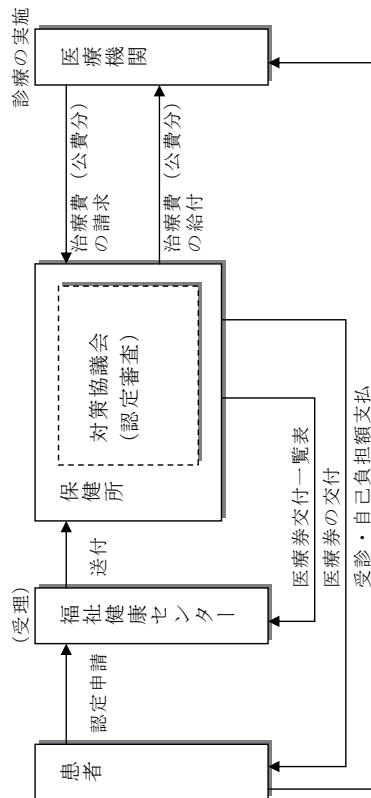 患者
認定申請
(受理)
福祉健康センター
送付
保健所
対策協議会
(認定審査)
治療費 (公費分)
の請求
治療費 (公費分)
の給付
診療の実施
医療機関
医療券交付一覧表
医療券の交付
受診・自己負担額支払